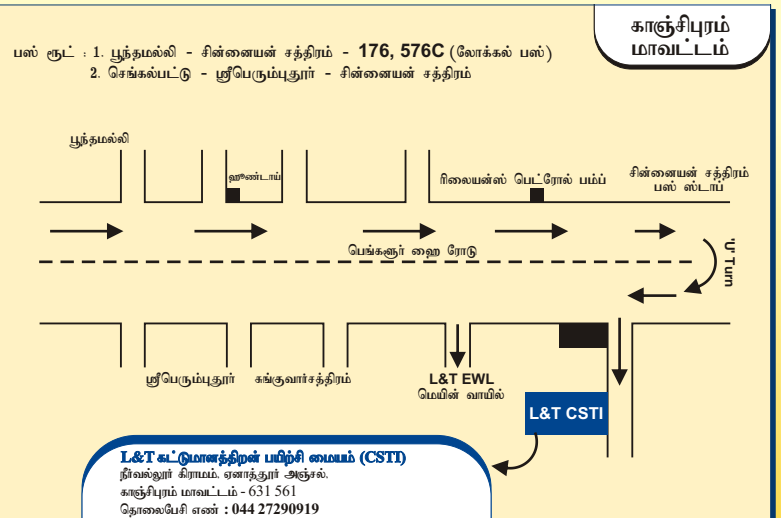 காஞ்சிபுரம்
மாவட்டம்
பஸ் ரூட் : 1. பூந்தமல்லி - சின்னையன் சத்திரம் - 176, 576C (லோக்கல் பஸ்)
2. செங்கல்பட்டு - ஸ்ரீபெரும்புதூர் - சின்னையன் சத்திரம்
பூந்தமல்லி
ஹூண்டாய்
ரிலையன்ஸ் பெட்ரோல் பம்ப்
சின்னையன் சத்திரம்
பஸ் ஸ்டாப்
பெங்களூர் ஹை ரோடு
'U' Turn
ஸ்ரீபெரும்புதூர்
சுங்குவார்சத்திரம்
L&T EWL
மெயின் வாயில்
L&T CSTI
L&T கட்டுமானத்திறன் பயிற்சி மையம் (CSTI)
நீர்வல்லூர் கிராமம், ஏனாத்தூர் அஞ்சல்,
காஞ்சிபுரம் மாவட்டம் - 631 561
தொலைபேசி எண் : 044 27290919